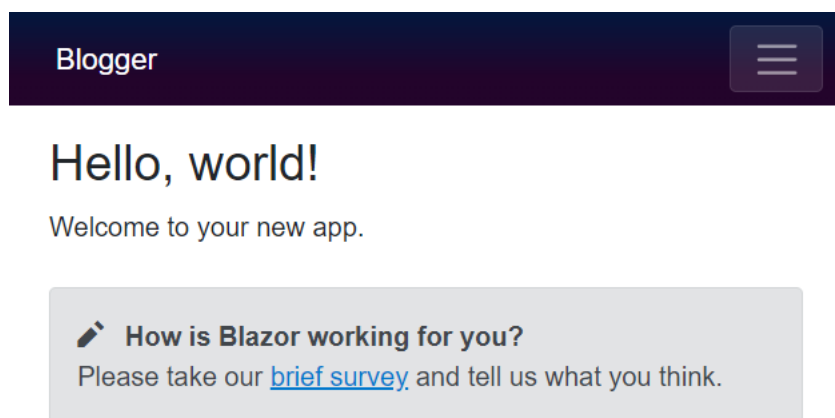 Blogger
Hello, world!
Welcome to your new app.
How is Blazor working for you?
Please take our brief survey and tell us what you think.